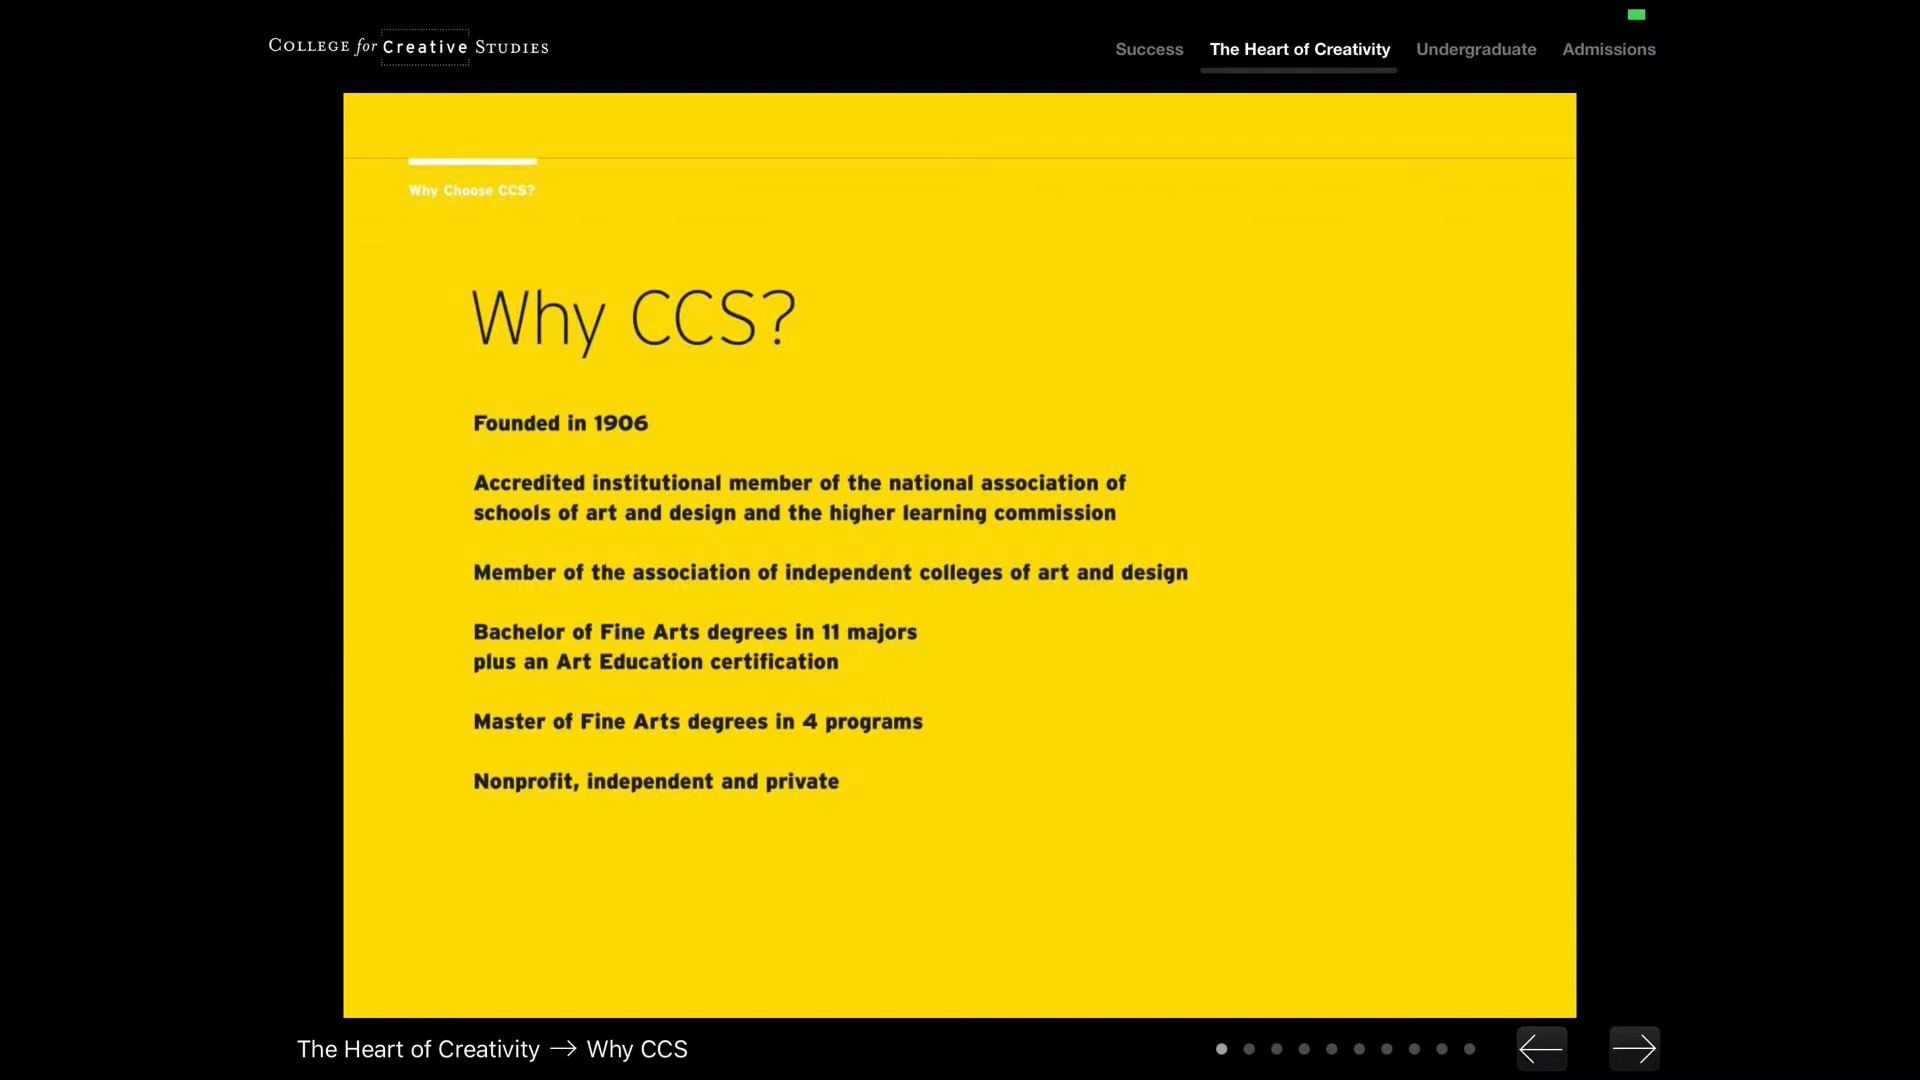 College for Creative Studies
Success
The Heart of Creativity
Undergraduate
Admissions
Why Choose CCS?
Why CCS?
Founded in 1906
Accredited institutional member of the national association of
schools of art and design and the higher learning commission
Member of the association of independent colleges of art and design
Bachelor of Fine Arts degrees in 11 majors
plus an Art Education certification
Master of Fine Arts degrees in 4 programs
Nonprofit, independent and private
The Heart of Creativity → Why CCS